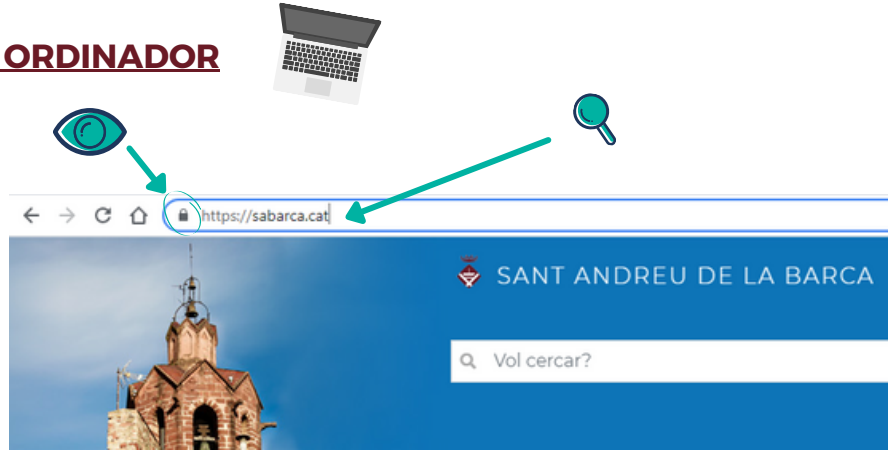 ORDINADOR
https://sabarca.cat
SANT ANDREU DE LA BARCA
Vol cercar?